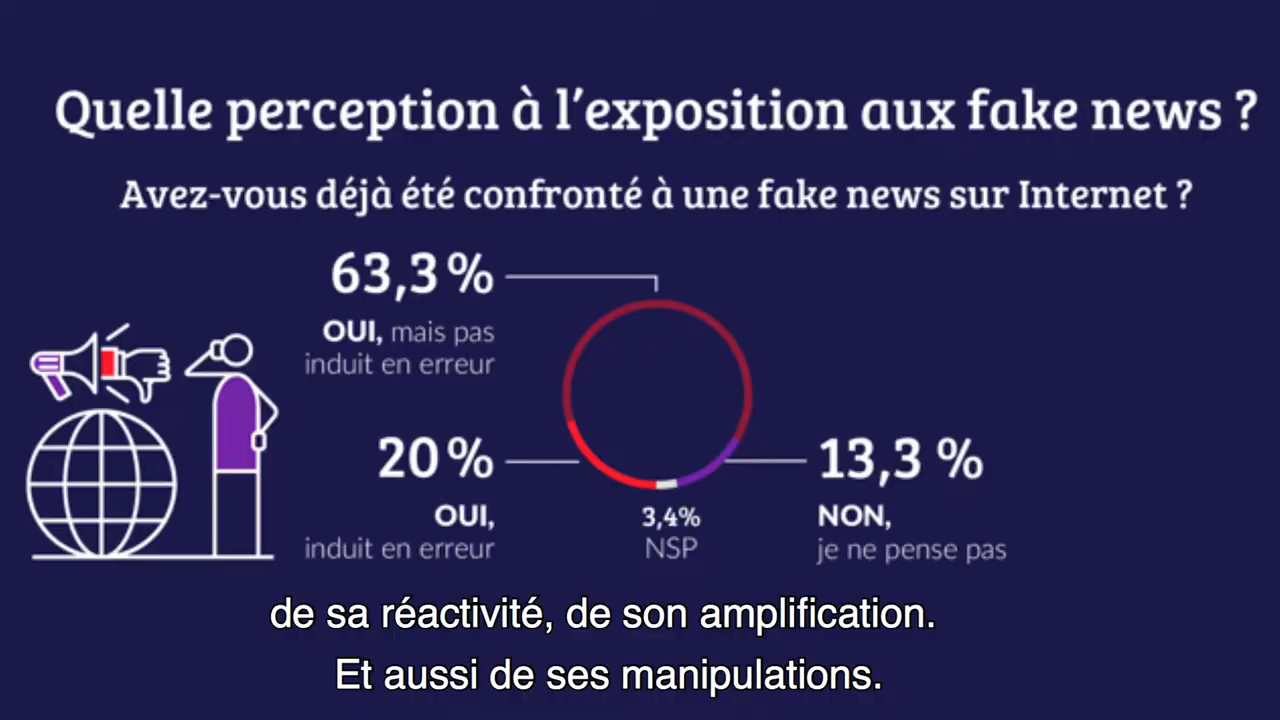 Quelle perception à l'exposition aux fake news ?
Avez-vous déjà été confronté à une fake news sur Internet ?
63,3 %
OUI, mais pas
induit en erreur
20 %
OUI,
induit en erreur
3,4%
NSP
13,3 %
NON,
je ne pense pas
de sa réactivité, de son amplification.
Et aussi de ses manipulations.